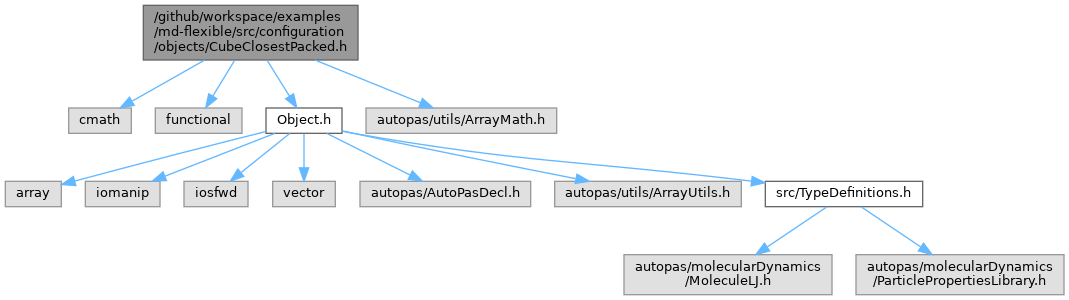 /github/workspace/examples
/md-flexible/src/configuration
/objects/CubeClosestPacked.h
cmath
functional
Object.h
autopas/utils/ArrayMath.h
array
iomanip
iosfwd
vector
autopas/AutoPasDecl.h
autopas/utils/ArrayUtils.h
src/TypeDefinitions.h
autopas/molecularDynamics
/MoleculeLJ.h
autopas/molecularDynamics
/ParticlePropertiesLibrary.h